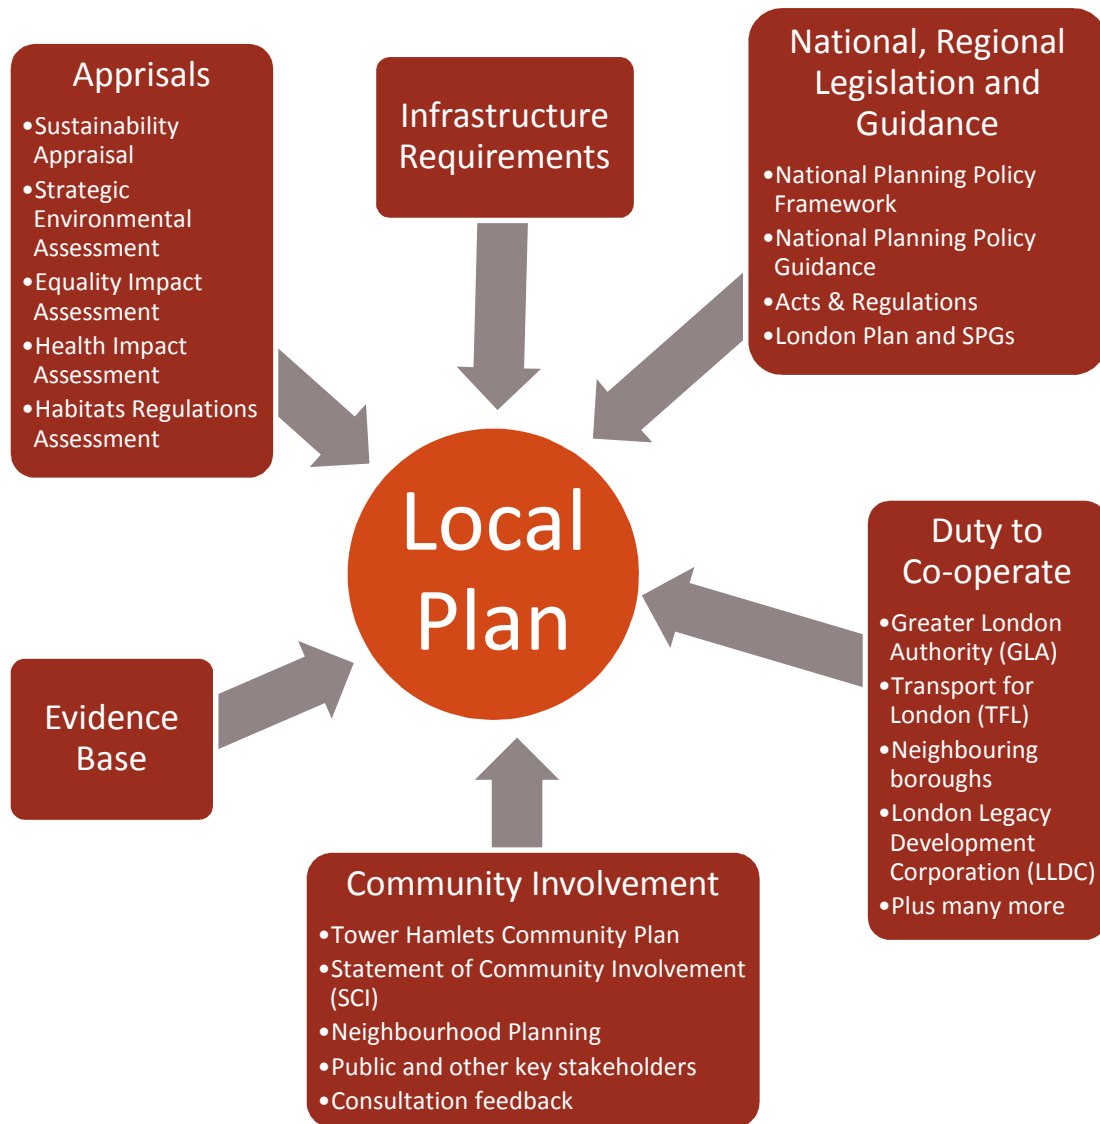 Apprisals
•Sustainability
Appraisal
•Strategic
Environmental
Assessment
•Equality Impact
Assessment
•Health Impact
Assessment
•Habitats Regulations
Assessment
Infrastructure
Requirements
National, Regional
Legislation and
Guidance
•National Planning Policy
Framework
•National Planning Policy
Guidance
•Acts & Regulations
•London Plan and SPGs
Local
Plan
Duty to
Co-operate
•Greater London
Authority (GLA)
•Transport for
London (TFL)
•Neighbouring
boroughs
•London Legacy
Development
Corporation (LLDC)
•Plus many more
Evidence
Base
Community Involvement
•Tower Hamlets Community Plan
•Statement of Community Involvement
(SCI)
•Neighbourhood Planning
•Public and other key stakeholders
•Consultation feedback